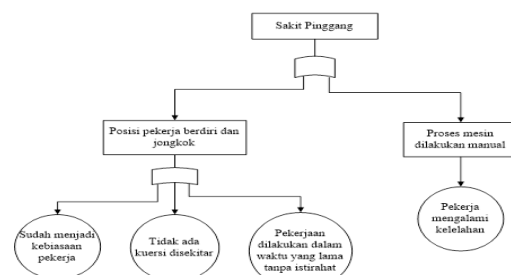 Sakit Pinggang
Posisi pekerja berdiri dan
jongkok
Proses mesin
dilakukan manual
Sudah menjadi
kebiasaan
pekerja
Tidak ada
kuersi disekitar
Pekerjaan
dilakukan dalam
waktu yang lama
tanpa istirahat
Pekerja
mengalami
kelelahan